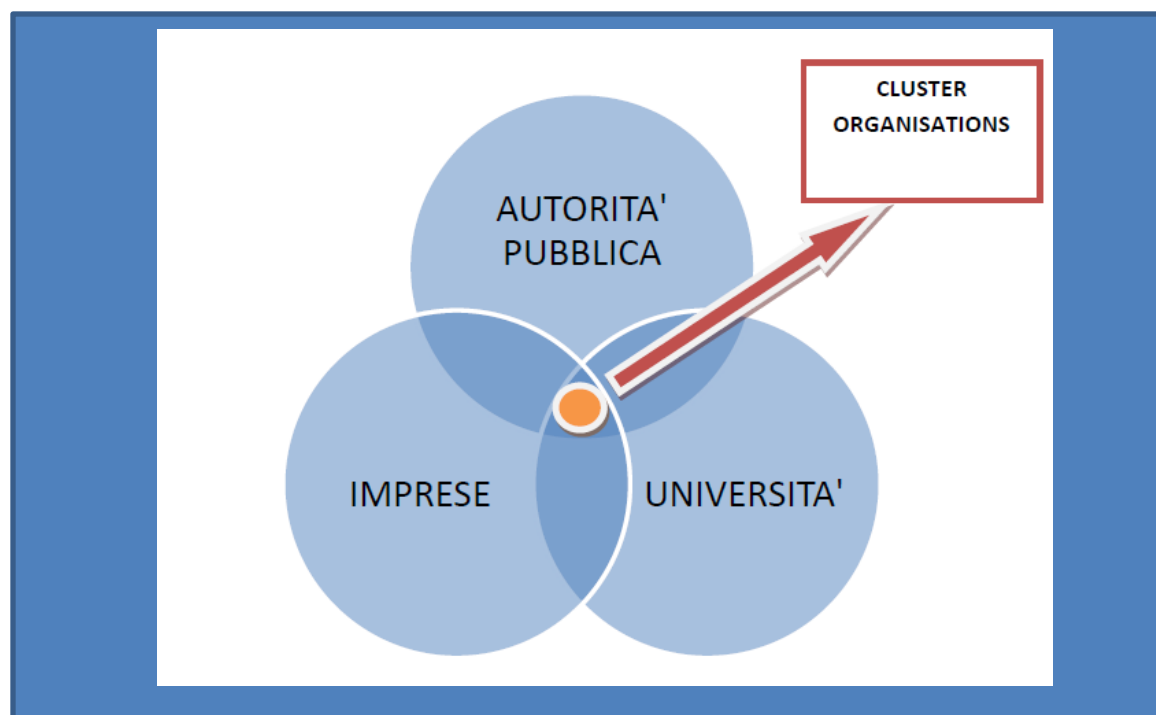 CLUSTER
ORGANISATIONS
AUTORITA'
PUBBLICA
IMPRESE
UNIVERSITA'